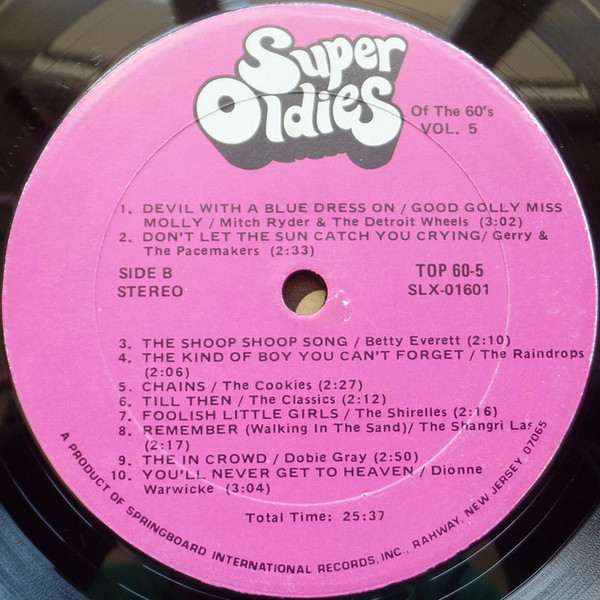 Super
Oldies
Of The 60's
VOL. 5
1. DEVIL WITH A BLUE DRESS ON / GOOD GOLLY MISS
MOLLY / Mitch Ryder & The Detroit Wheels (3:02)
2. DON'T LET THE SUN CATCH YOU CRYING/ Gerry &
The Pacemakers (2:33)
SIDE B
STEREO
TOP 60-5
SLX-01601
3. THE SHOOP SHOOP SONG / Betty Everett (2:10)
4. THE KIND OF BOY YOU CAN'T FORGET / The Raindrops
(2:06)
5. CHAINS / The Cookies (2:27)
6. TILL THEN / The Classics (2:12)
7. FOOLISH LITTLE GIRLS / The Shirelles (2:16)
8. REMEMBER (Walking In The Sand)/ The Shangri Las
(2:17)
9. THE IN CROWD / Dobie Gray (2:50)
10. YOU'LL NEVER GET TO HEAVEN / Dionne
Warwicke (3:04)
Total Time: 25:37
A PRODUCT OF SPRINGBOARD INTERNATIONAL RECORDS, INC., RAHWAY, NEW JERSEY 07065